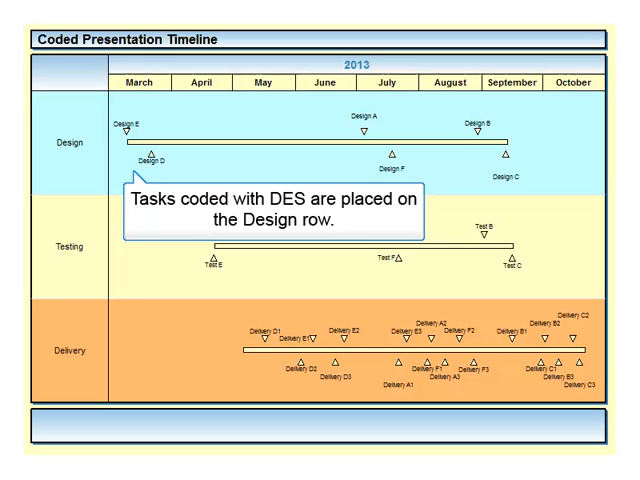 Coded Presentation Timeline
2013
March April May June July August September October
Design
Design E
Design A
Design B
Design D
Design F
Design C
Tasks coded with DES are placed on
the Design row.
Testing
Test B
Test E
Test F
Test C
Delivery
Delivery C2
Delivery A2 Delivery B2
Delivery D1 Delivery E2 Delivery E3 Delivery F2 Delivery B1
Delivery E1
Delivery D2 Delivery F1 Delivery F3 Delivery C1
Delivery D3 Delivery A3 Delivery B3
Delivery A1 Delivery C3